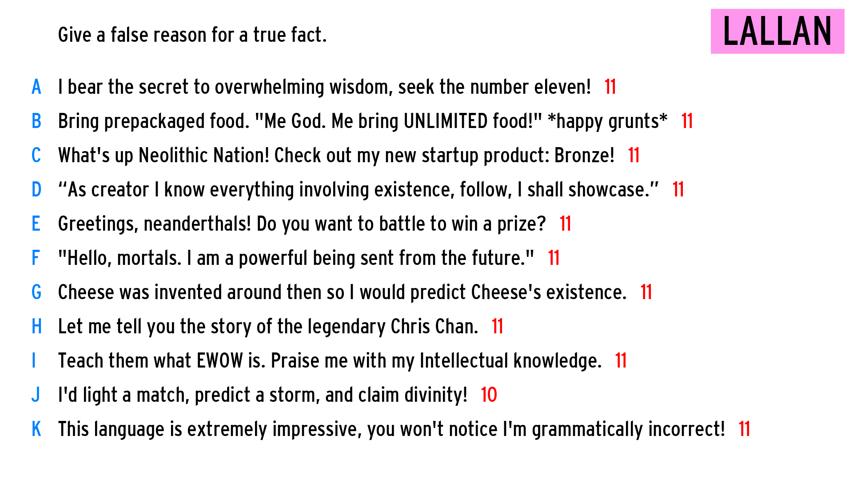 Give a false reason for a true fact.
LALLAN
A I bear the secret to overwhelming wisdom, seek the number eleven! 11
B Bring prepackaged food. "Me God. Me bring UNLIMITED food!" *happy grunts* 11
C What's up Neolithic Nation! Check out my new startup product: Bronze! 11
D “As creator I know everything involving existence, follow, I shall showcase.” 11
E Greetings, neanderthals! Do you want to battle to win a prize? 11
F "Hello, mortals. I am a powerful being sent from the future." 11
G Cheese was invented around then so I would predict Cheese's existence. 11
H Let me tell you the story of the legendary Chris Chan. 11
I Teach them what EWOW is. Praise me with my Intellectual knowledge. 11
J I'd light a match, predict a storm, and claim divinity! 10
K This language is extremely impressive, you won't notice I'm grammatically incorrect! 11